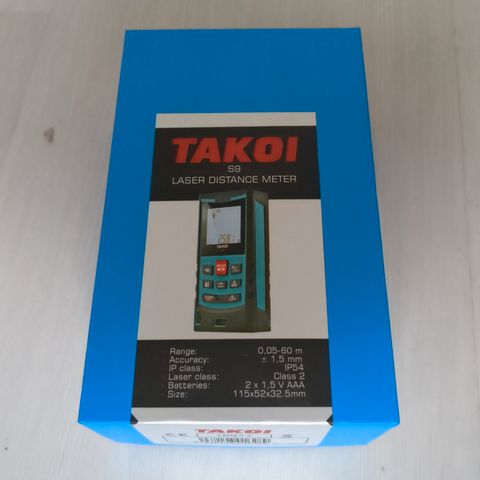 TAKOI
S9
LASER DISTANCE METER
TAKOI
Range: 0.05-60 m
Accuracy: ± 1,5 mm
IP class: IP54
Laser class: Class 2
Batteries: 2 x 1.5 V AAA
Size: 115x52x32.5mm
TAKOI
CE